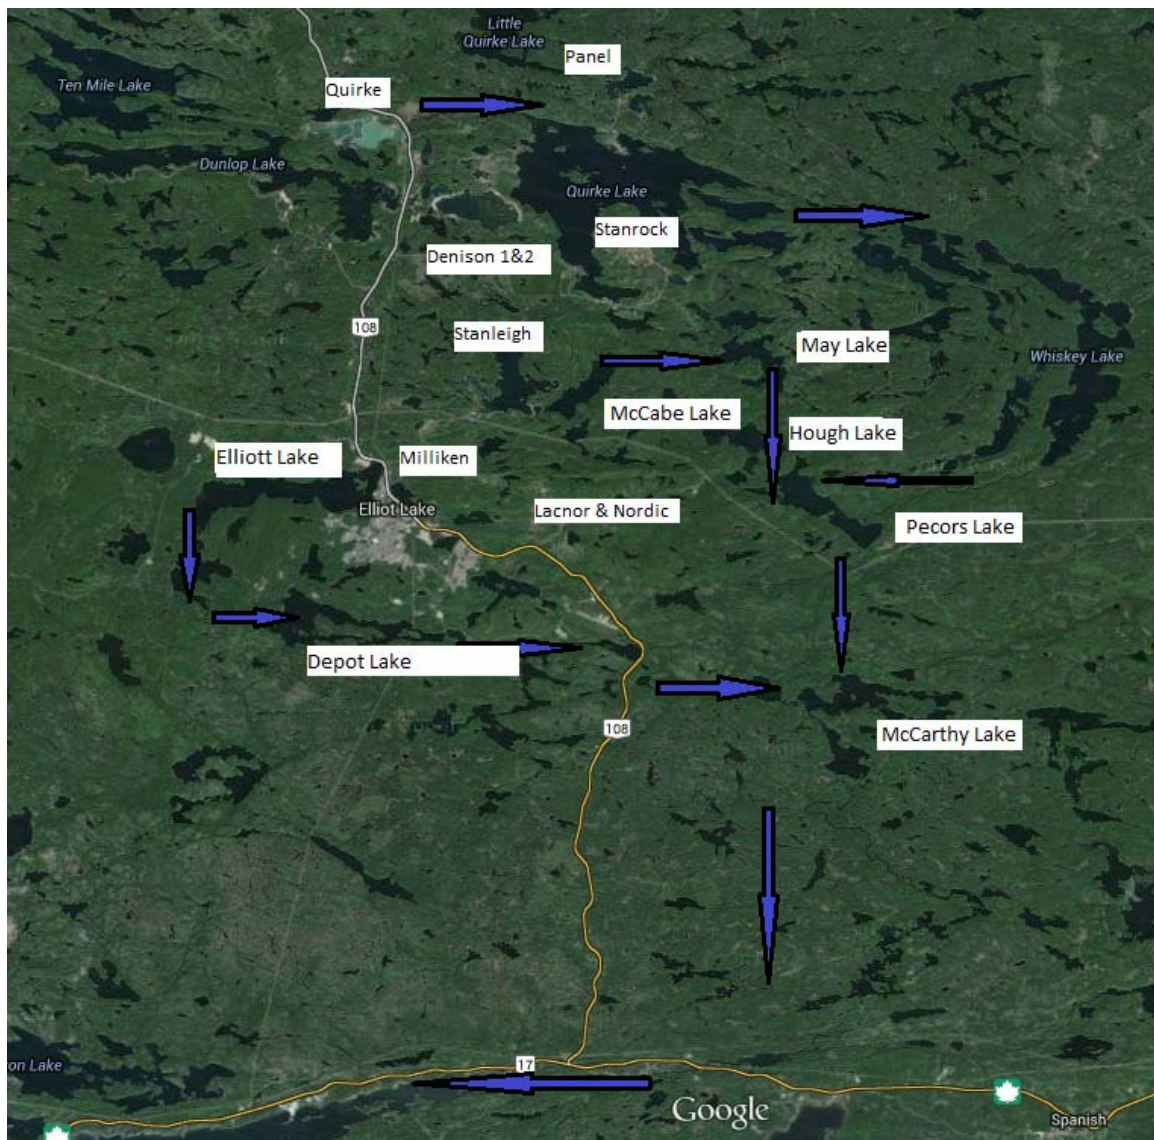 Little
Quirke Lake
Panel
Ten Mile Lake
Quirke
Dunlop Lake
Quirke Lake
Stanrock
Denison 1&2
108
Stanleigh
May Lake
Whiskey Lake
McCabe Lake
Hough Lake
Elliott Lake
Milliken
Elliot Lake
Lacnor & Nordic
Pecors Lake
Depot Lake
108
McCarthy Lake
on Lake
17
Google
Spanish